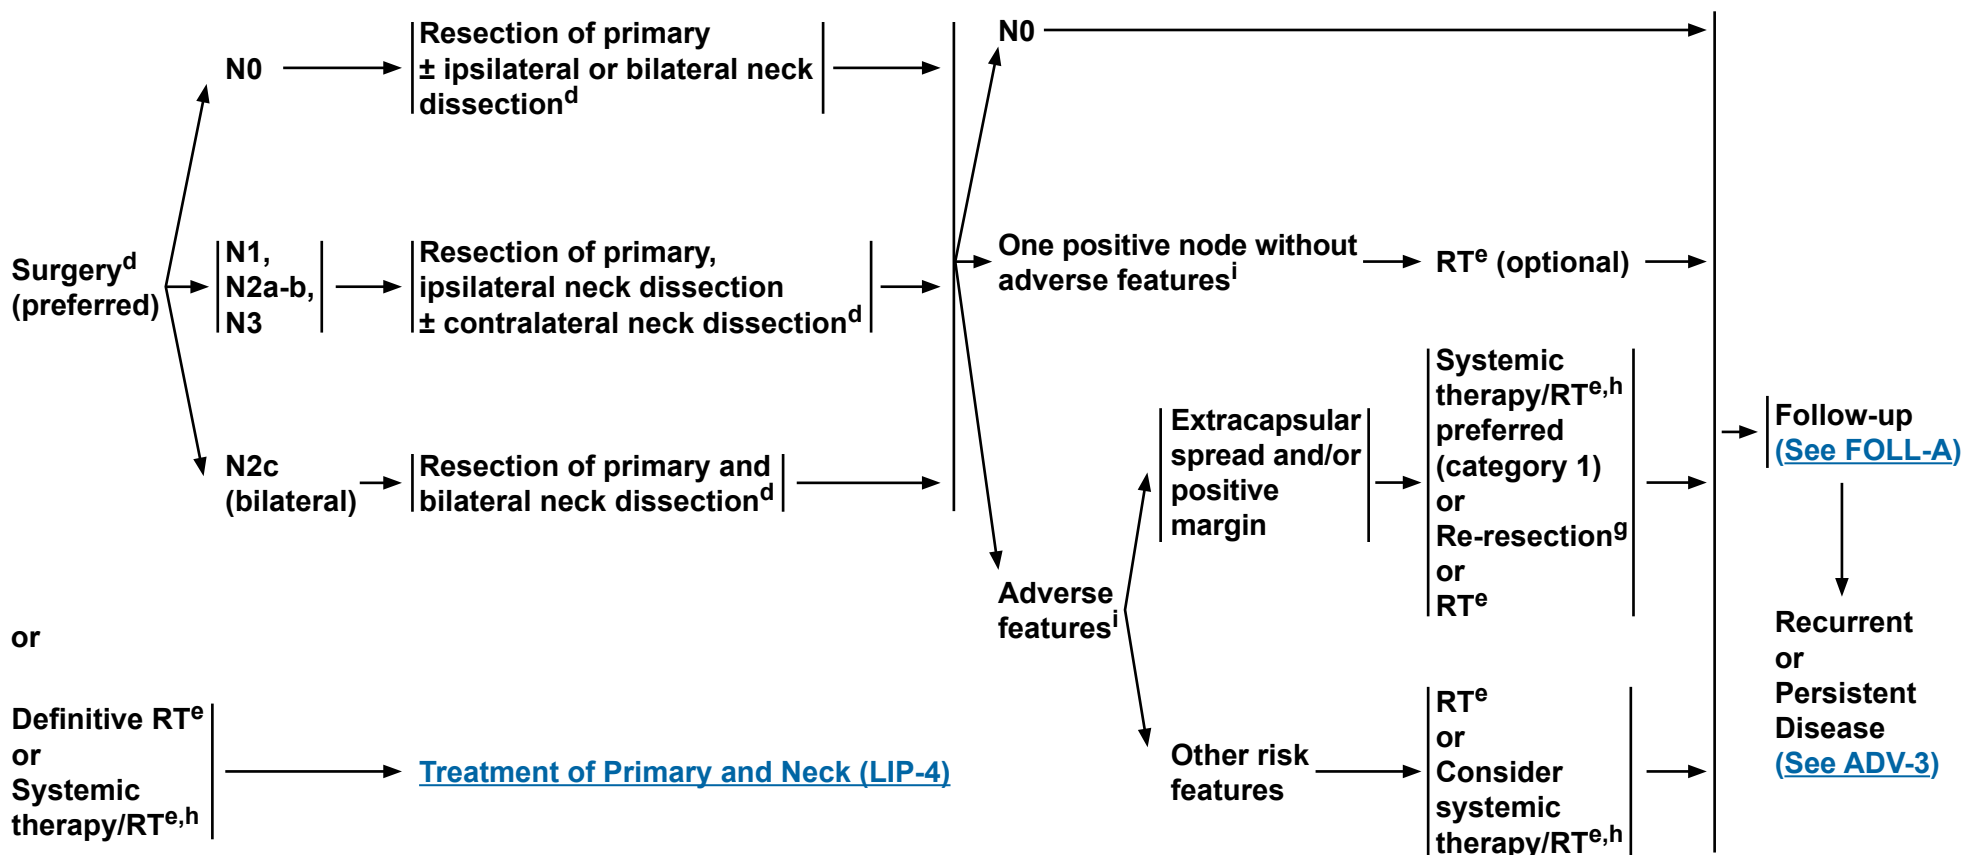 Surgeryd
(preferred)
N0
Resection of primary
± ipsilateral or bilateral neck
dissectiond
N1,
N2a-b,
N3
Resection of primary,
ipsilateral neck dissection
± contralateral neck dissectiond
N2c
(bilateral)
Resection of primary and
bilateral neck dissectiond
or
Definitive RTe
or
Systemic
therapy/RTe,h
Treatment of Primary and Neck (LIP-4)
N0
One positive node without
adverse featuresi
RTe (optional)
Adverse
featuresi
Extracapsular
spread and/or
positive
margin
Systemic
therapy/RTe,h
preferred
(category 1)
or
Re-resectiong
or
RTe
Other risk
features
RTe
or
Consider
systemic
therapy/RTe,h
Follow-up
(See FOLL-A)
Recurrent
or
Persistent
Disease
(See ADV-3)